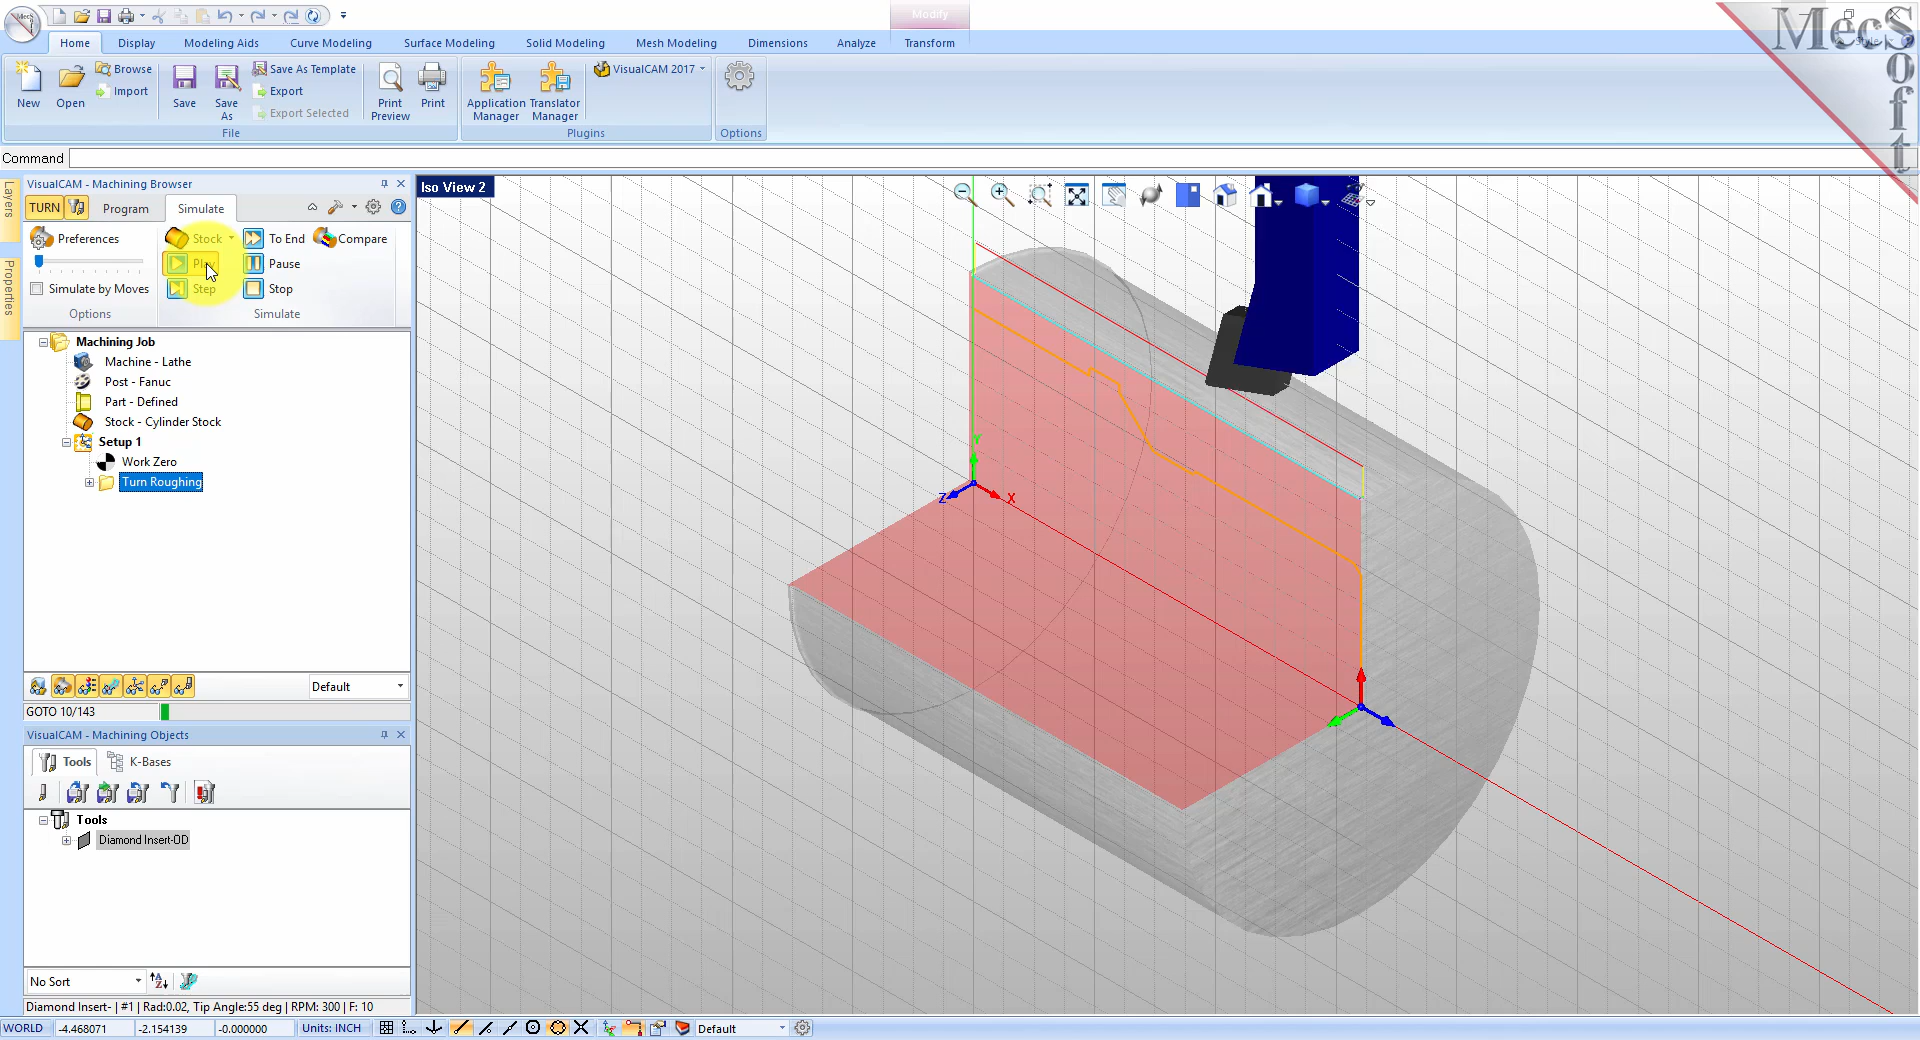 Modify
Home
Display
Modeling Aids
Curve Modeling
Surface Modeling
Solid Modeling
Mesh Modeling
Dimensions
Analyze
Transform
MecSoft
New
Open
Browse
Import
Save
Save As
Save As Template
Export
Export Selected
Print Preview
Print
Application Manager
Translator Manager
VisualCAM 2017
File
Plugins
Options
Command
Layers
Properties
VisualCAM - Machining Browser
TURN
Program
Simulate
Preferences
Stock
To End
Compare
Play
Pause
Simulate by Moves
Step
Stop
Options
Simulate
Machining Job
Machine - Lathe
Post - Fanuc
Part - Defined
Stock - Cylinder Stock
Setup 1
Work Zero
Turn Roughing
Default
GOTO 10/143
VisualCAM - Machining Objects
Tools
K-Bases
Tools
Diamond Insert-OD
No Sort
Diamond Insert- | #1 | Rad:0.02, Tip Angle:55 deg | RPM: 300 | F: 10
Iso View 2
Y
Z
X
WORLD
-4.468071
-2.154139
-0.000000
Units: INCH
Default